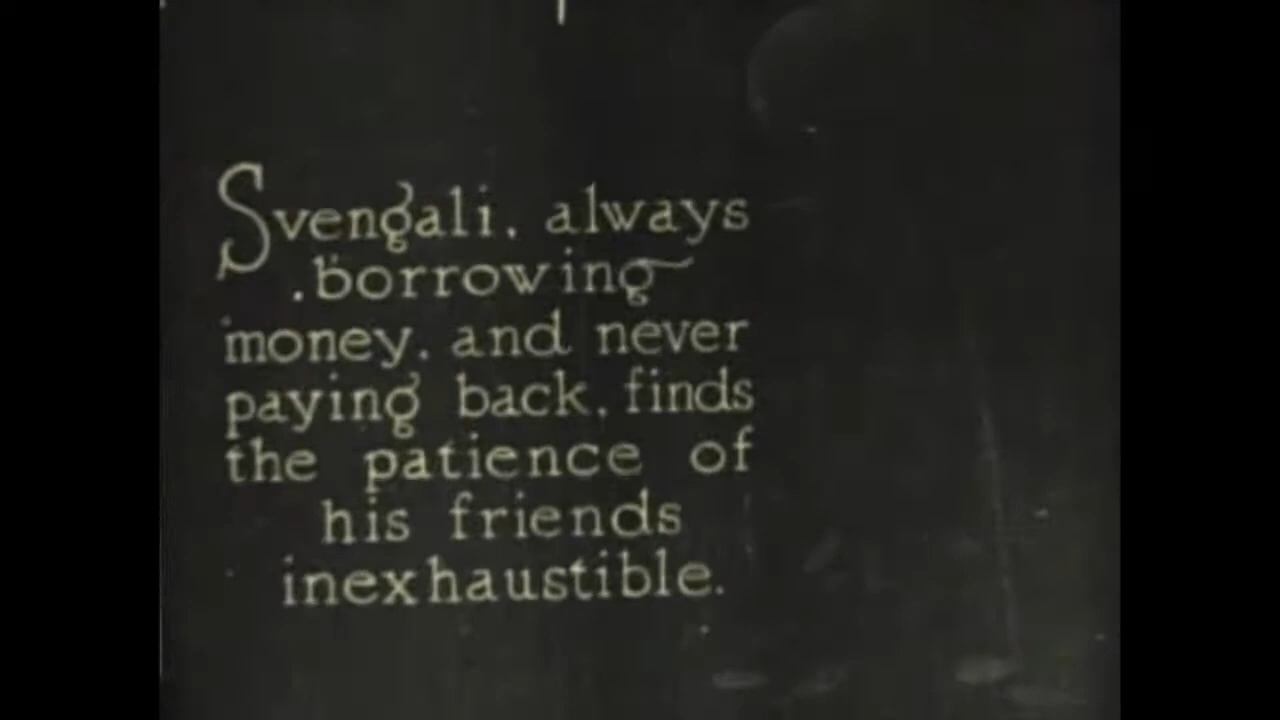 Svengali, always
borrowing
money, and never
paying back, finds
the patience of
his friends
inexhaustible.